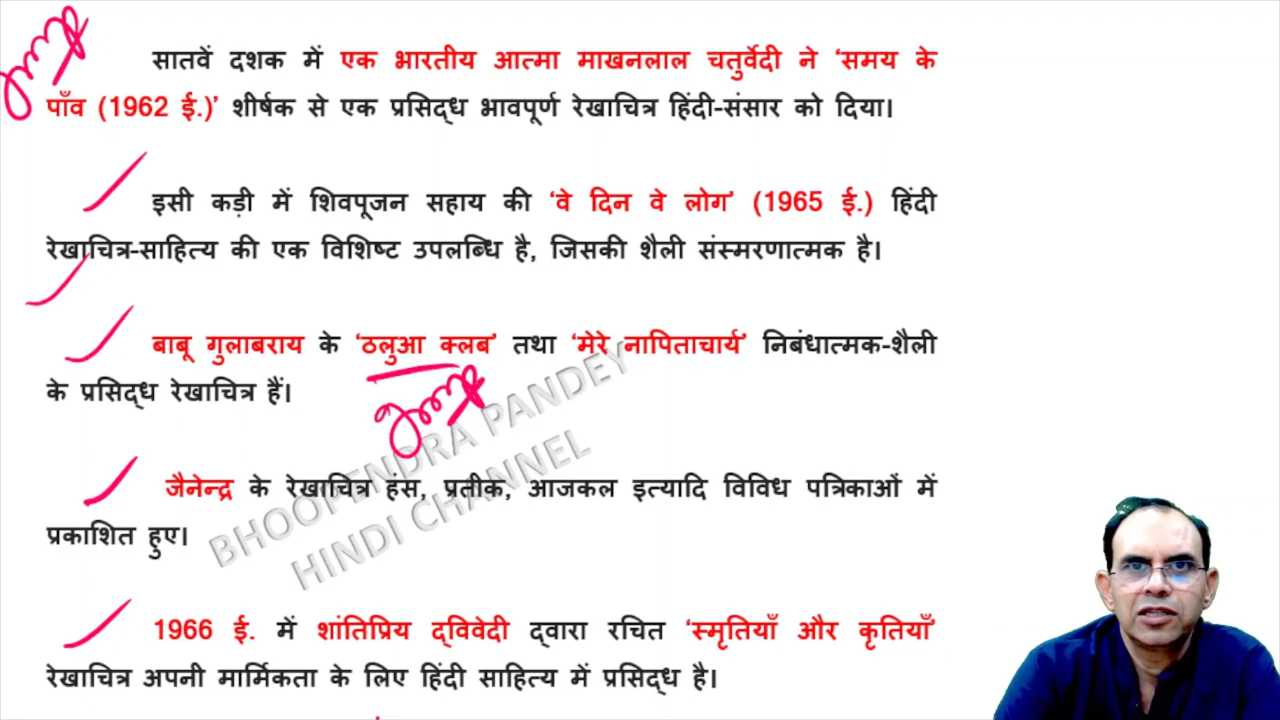 सातवें दशक में एक भारतीय आत्मा माखनलाल चतुर्वेदी ने ‘समय के
पाँव (1962 ई.)’ शीर्षक से एक प्रसिद्ध भावपूर्ण रेखाचित्र हिंदी-संसार को दिया।
इसी कड़ी में शिवपूजन सहाय की ‘वे दिन वे लोग’ (1965 ई.) हिंदी
रेखाचित्र-साहित्य की एक विशिष्ट उपलब्धि है, जिसकी शैली संस्मरणात्मक है।
बाबू गुलाबराय के ‘ठलुआ क्लब’ तथा ‘मेरे नापिताचार्य’ निबंधात्मक-शैली
के प्रसिद्ध रेखाचित्र हैं।
जैनेन्द्र के रेखाचित्र हंस, प्रतीक, आजकल इत्यादि विविध पत्रिकाओं में
प्रकाशित हुए।
1966 ई. में शांतिप्रिय द्विवेदी द्वारा रचित ‘स्मृतियाँ और कृतियाँ’
रेखाचित्र अपनी मार्मिकता के लिए हिंदी साहित्य में प्रसिद्ध है।
BHOOPENDRA PANDEY
HINDI CHANNEL